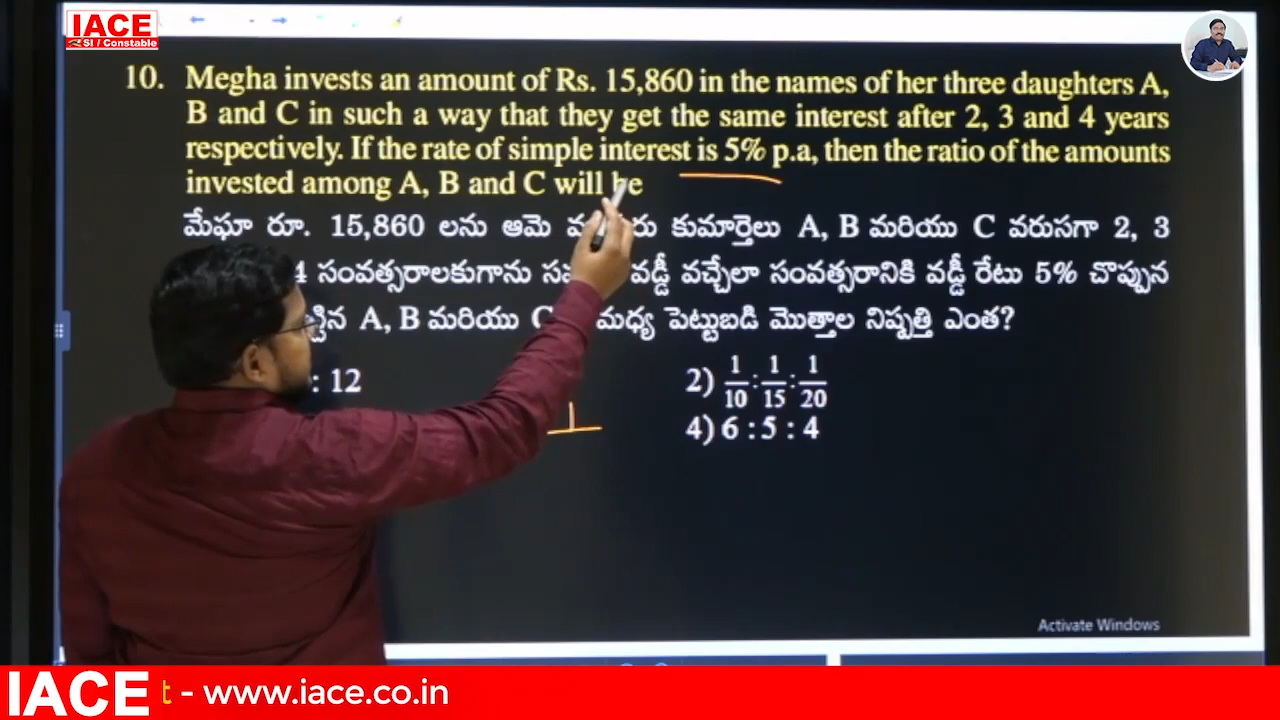 IACE
SI / Constable
10. Megha invests an amount of Rs. 15,860 in the names of her three daughters A,
B and C in such a way that they get the same interest after 2, 3 and 4 years
respectively. If the rate of simple interest is 5% p.a, then the ratio of the amounts
invested among A, B and C will be
మేఘా రూ. 15,860 లను ఆమె కుమార్తెలు A, B మరియు C వరుసగా 2, 3
4 సంవత్సరాలకుగాను వడ్డీ వచ్చేలా సంవత్సరానికి వడ్డీ రేటు 5% చొప్పున
A, B మరియు C మధ్య పెట్టుబడి మొత్తాల నిష్పత్తి ఎంత?
: 12
2) 1/10 : 1/15 : 1/20
4) 6 : 5 : 4
Activate Windows
IACE t - www.iace.co.in